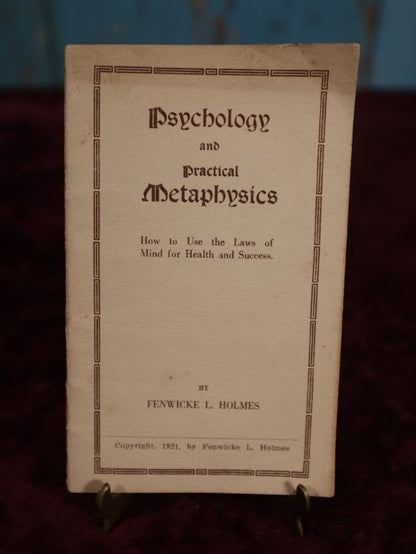 Psychology
and
Practical
Metaphysics
How to Use the Laws of
Mind for Health and Success.
BY
FENWICKE L. HOLMES
Copyright, 1921, by Fenwicke L. Holmes